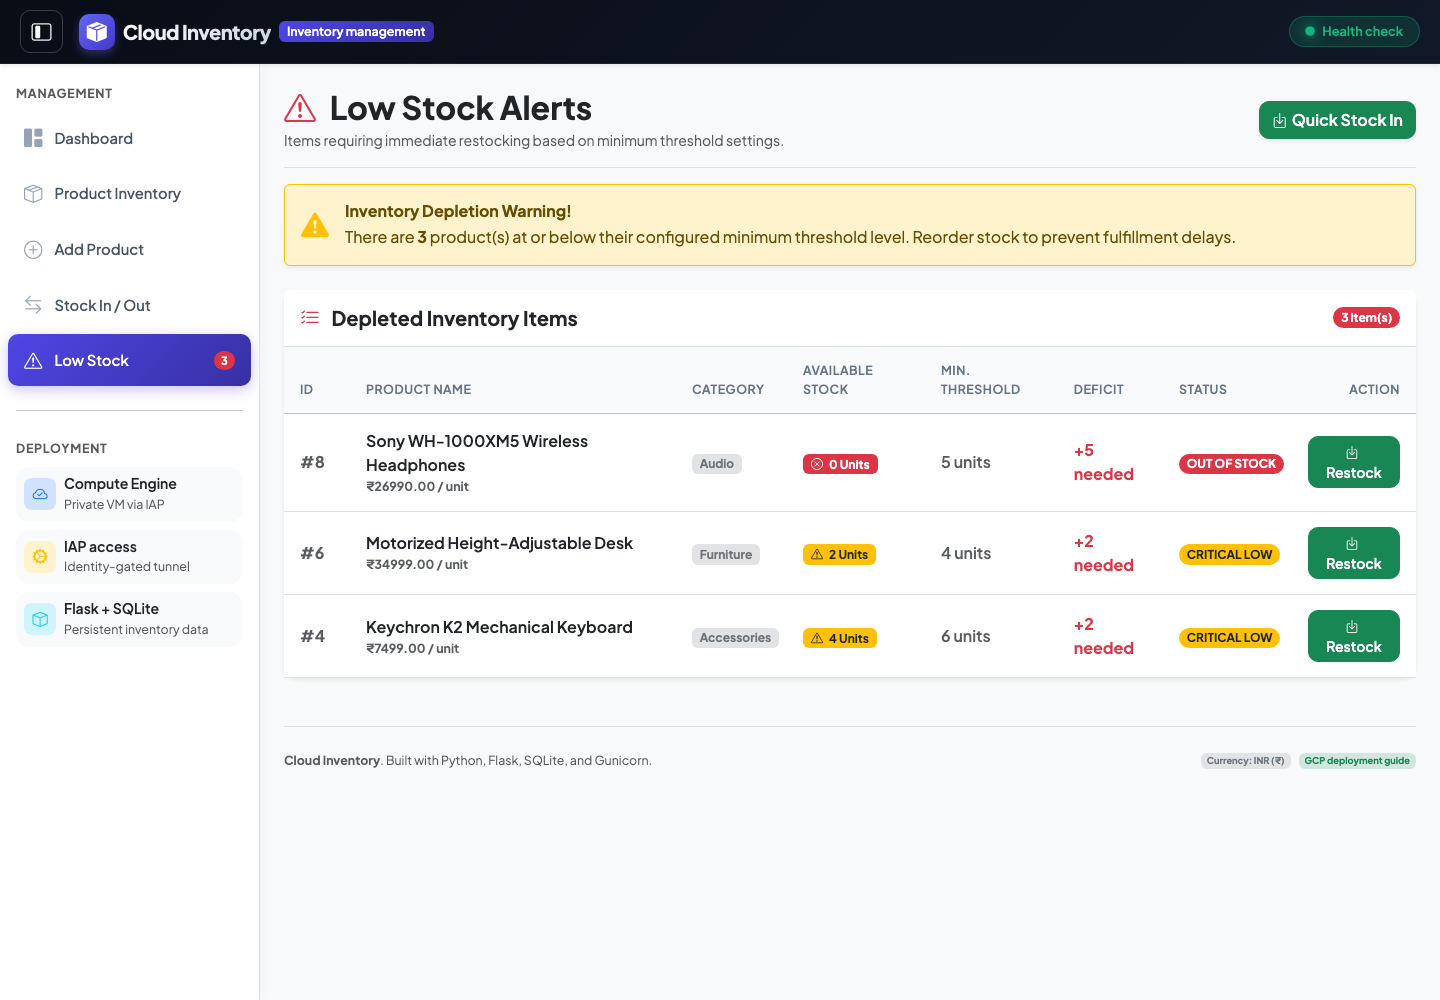 Cloud Inventory
Inventory management
Health check
MANAGEMENT
Dashboard
Product Inventory
Add Product
Stock In / Out
Low Stock
3
DEPLOYMENT
Compute Engine
Private VM via IAP
IAP access
Identity-gated tunnel
Flask + SQLite
Persistent inventory data
Low Stock Alerts
Items requiring immediate restocking based on minimum threshold settings.
Quick Stock In
Inventory Depletion Warning!
There are 3 product(s) at or below their configured minimum threshold level. Reorder stock to prevent fulfillment delays.
Depleted Inventory Items
3 Item(s)
ID
PRODUCT NAME
CATEGORY
AVAILABLE
STOCK
MIN.
THRESHOLD
DEFICIT
STATUS
ACTION
#8
Sony WH-1000XM5 Wireless
Headphones
₹26990.00 / unit
Audio
0 Units
5 units
+5
needed
OUT OF STOCK
Restock
#6
Motorized Height-Adjustable Desk
₹34999.00 / unit
Furniture
2 Units
4 units
+2
needed
CRITICAL LOW
Restock
#4
Keychron K2 Mechanical Keyboard
₹7499.00 / unit
Accessories
4 Units
6 units
+2
needed
CRITICAL LOW
Restock
Cloud Inventory. Built with Python, Flask, SQLite, and Gunicorn.
Currency: INR (₹)
GCP deployment guide